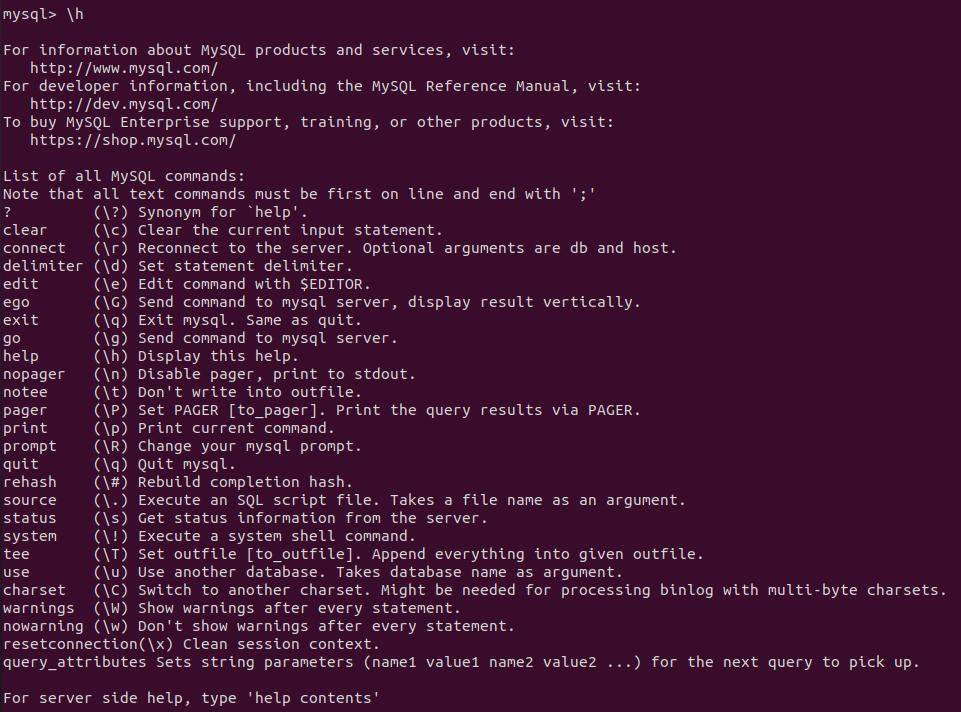 mysql> \h

For information about MySQL products and services, visit:
   http://www.mysql.com/
For developer information, including the MySQL Reference Manual, visit:
   http://dev.mysql.com/
To buy MySQL Enterprise support, training, or other products, visit:
   https://shop.mysql.com/

List of all MySQL commands:
Note that all text commands must be first on line and end with ';'
?         (\?) Synonym for `help'.
clear     (\c) Clear the current input statement.
connect   (\r) Reconnect to the server. Optional arguments are db and host.
delimiter (\d) Set statement delimiter.
edit      (\e) Edit command with $EDITOR.
ego       (\G) Send command to mysql server, display result vertically.
exit      (\q) Exit mysql. Same as quit.
go        (\g) Send command to mysql server.
help      (\h) Display this help.
nopager   (\n) Disable pager, print to stdout.
notee     (\t) Don't write into outfile.
pager     (\P) Set PAGER [to_pager]. Print the query results via PAGER.
print     (\p) Print current command.
prompt    (\R) Change your mysql prompt.
quit      (\q) Quit mysql.
rehash    (\#) Rebuild completion hash.
source    (\.) Execute an SQL script file. Takes a file name as an argument.
status    (\s) Get status information from the server.
system    (\!) Execute a system shell command.
tee       (\T) Set outfile [to_outfile]. Append everything into given outfile.
use       (\u) Use another database. Takes database name as argument.
charset   (\C) Switch to another charset. Might be needed for processing binlog with multi-byte charsets.
warnings  (\W) Show warnings after every statement.
nowarning (\w) Don't show warnings after every statement.
resetconnection(\x) Clean session context.
query_attributes Sets string parameters (name1 value1 name2 value2 ...) for the next query to pick up.

For server side help, type 'help contents'